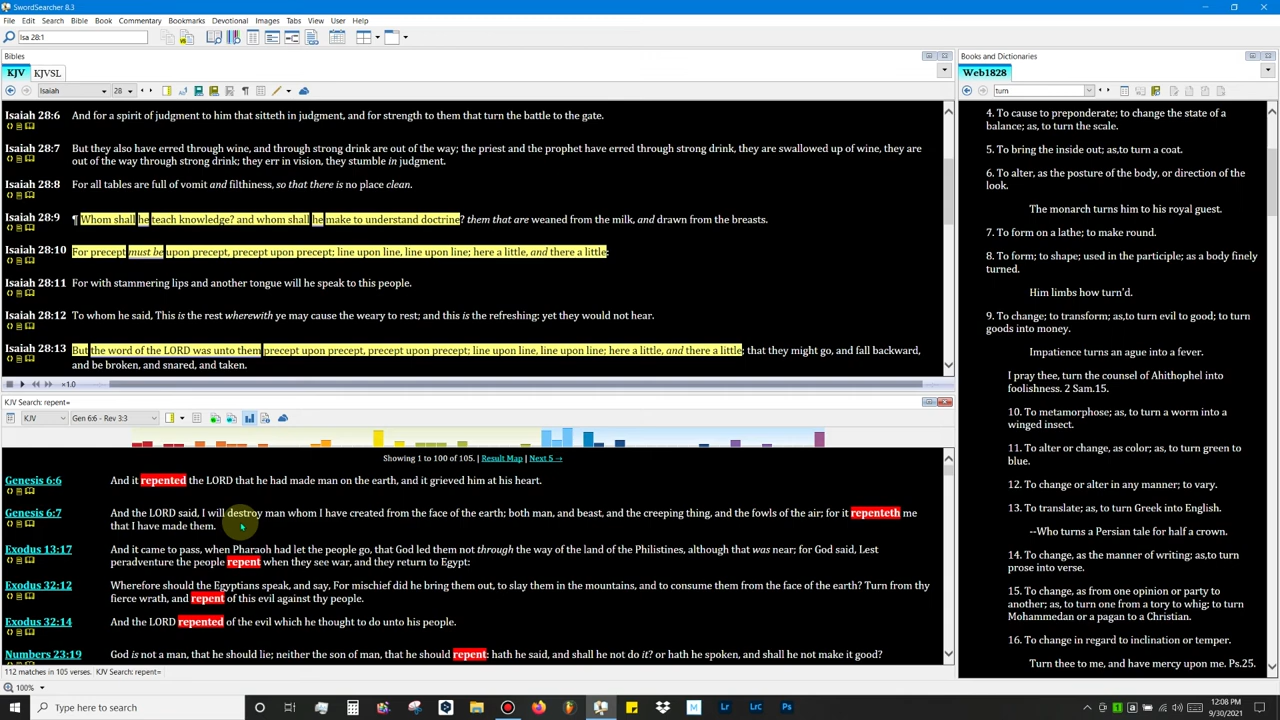 SwordSearcher 8.3
File Edit Search Bible Book Commentary Bookmarks Devotional Images Tabs View User Help
Isa 28:1
Bibles
KJV KJVSL
Isaiah 28
Isaiah 28:6 And for a spirit of judgment to him that sitteth in judgment, and for strength to them that turn the battle to the gate.
Isaiah 28:7 But they also have erred through wine, and through strong drink are out of the way; the priest and the prophet have erred through strong drink, they are swallowed up of wine, they are
out of the way through strong drink; they err in vision, they stumble in judgment.
Isaiah 28:8 For all tables are full of vomit and filthiness, so that there is no place clean.
Isaiah 28:9 ¶ Whom shall he teach knowledge? and whom shall he make to understand doctrine? them that are weaned from the milk, and drawn from the breasts.
Isaiah 28:10 For precept must be upon precept, precept upon precept; line upon line, line upon line; here a little, and there a little:
Isaiah 28:11 For with stammering lips and another tongue will he speak to this people.
Isaiah 28:12 To whom he said, This is the rest wherewith ye may cause the weary to rest; and this is the refreshing: yet they would not hear.
Isaiah 28:13 But the word of the LORD was unto them precept upon precept, precept upon precept; line upon line, line upon line; here a little, and there a little; that they might go, and fall backward,
and be broken, and snared, and taken.
×1.0
KJV Search: repent=
KJV Gen 6:6 - Rev 3:3
Showing 1 to 100 of 105. | Result Map | Next 5 →
Genesis 6:6 And it repented the LORD that he had made man on the earth, and it grieved him at his heart.
Genesis 6:7 And the LORD said, I will destroy man whom I have created from the face of the earth; both man, and beast, and the creeping thing, and the fowls of the air; for it repenteth me
that I have made them.
Exodus 13:17 And it came to pass, when Pharaoh had let the people go, that God led them not through the way of the land of the Philistines, although that was near; for God said, Lest
peradventure the people repent when they see war, and they return to Egypt:
Exodus 32:12 Wherefore should the Egyptians speak, and say, For mischief did he bring them out, to slay them in the mountains, and to consume them from the face of the earth? Turn from thy
fierce wrath, and repent of this evil against thy people.
Exodus 32:14 And the LORD repented of the evil which he thought to do unto his people.
Numbers 23:19 God is not a man, that he should lie; neither the son of man, that he should repent: hath he said, and shall he not do it? or hath he spoken, and shall he not make it good?
112 matches in 105 verses. KJV Search: repent=
100%
Books and Dictionaries
Web1828
turn
4. To cause to preponderate; to change the state of a
balance; as, to turn the scale.
5. To bring the inside out; as,to turn a coat.
6. To alter, as the posture of the body, or direction of the
look.
The monarch turns him to his royal guest.
7. To form on a lathe; to make round.
8. To form; to shape; used in the participle; as a body finely
turned.
Him limbs how turn'd.
9. To change; to transform; as,to turn evil to good; to turn
goods into money.
Impatience turns an ague into a fever.
I pray thee, turn the counsel of Ahithophel into
foolishness. 2 Sam.15.
10. To metamorphose; as, to turn a worm into a
winged insect.
11. To alter or change, as color; as, to turn green to
blue.
12. To change or alter in any manner; to vary.
13. To translate; as, to turn Greek into English.
--Who turns a Persian tale for half a crown.
14. To change, as the manner of writing; as,to turn
prose into verse.
15. To change, as from one opinion or party to
another; as, to turn one from a tory to whig; to turn
Mohammedan or a pagan to a Christian.
16. To change in regard to inclination or temper.
Turn thee to me, and have mercy upon me. Ps.25.
Type here to search
M Lr LrC Ps
12:08 PM
9/30/2021